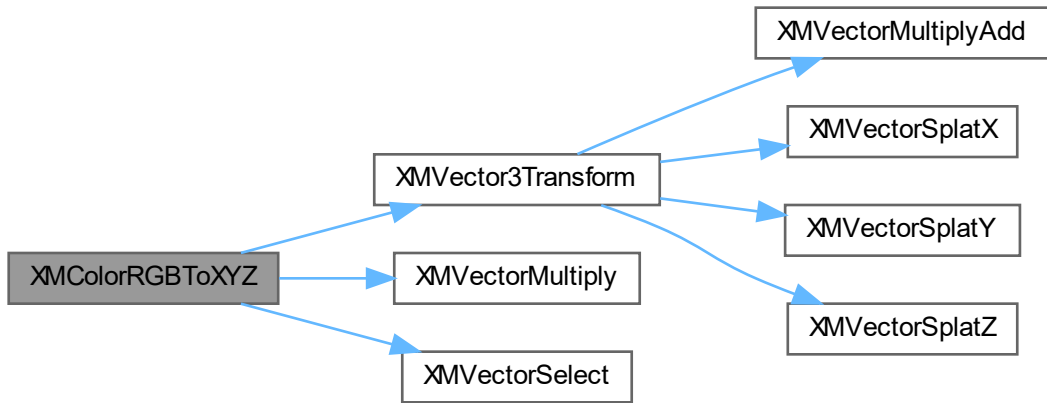 XMVectorMultiplyAdd
XMVectorSplatX
XMVector3Transform
XMVectorSplatY
XMColorRGBToXYZ
XMVectorMultiply
XMVectorSplatZ
XMVectorSelect